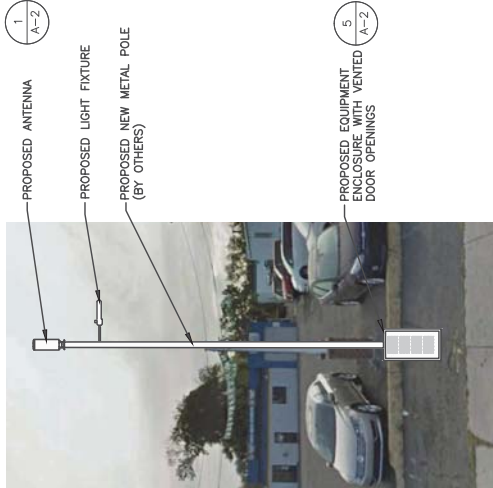 1
A-2
PROPOSED ANTENNA
PROPOSED LIGHT FIXTURE
PROPOSED NEW METAL POLE
(BY OTHERS)
5
A-2
PROPOSED EQUIPMENT
ENCLOSURE WITH VENTED
DOOR OPENINGS